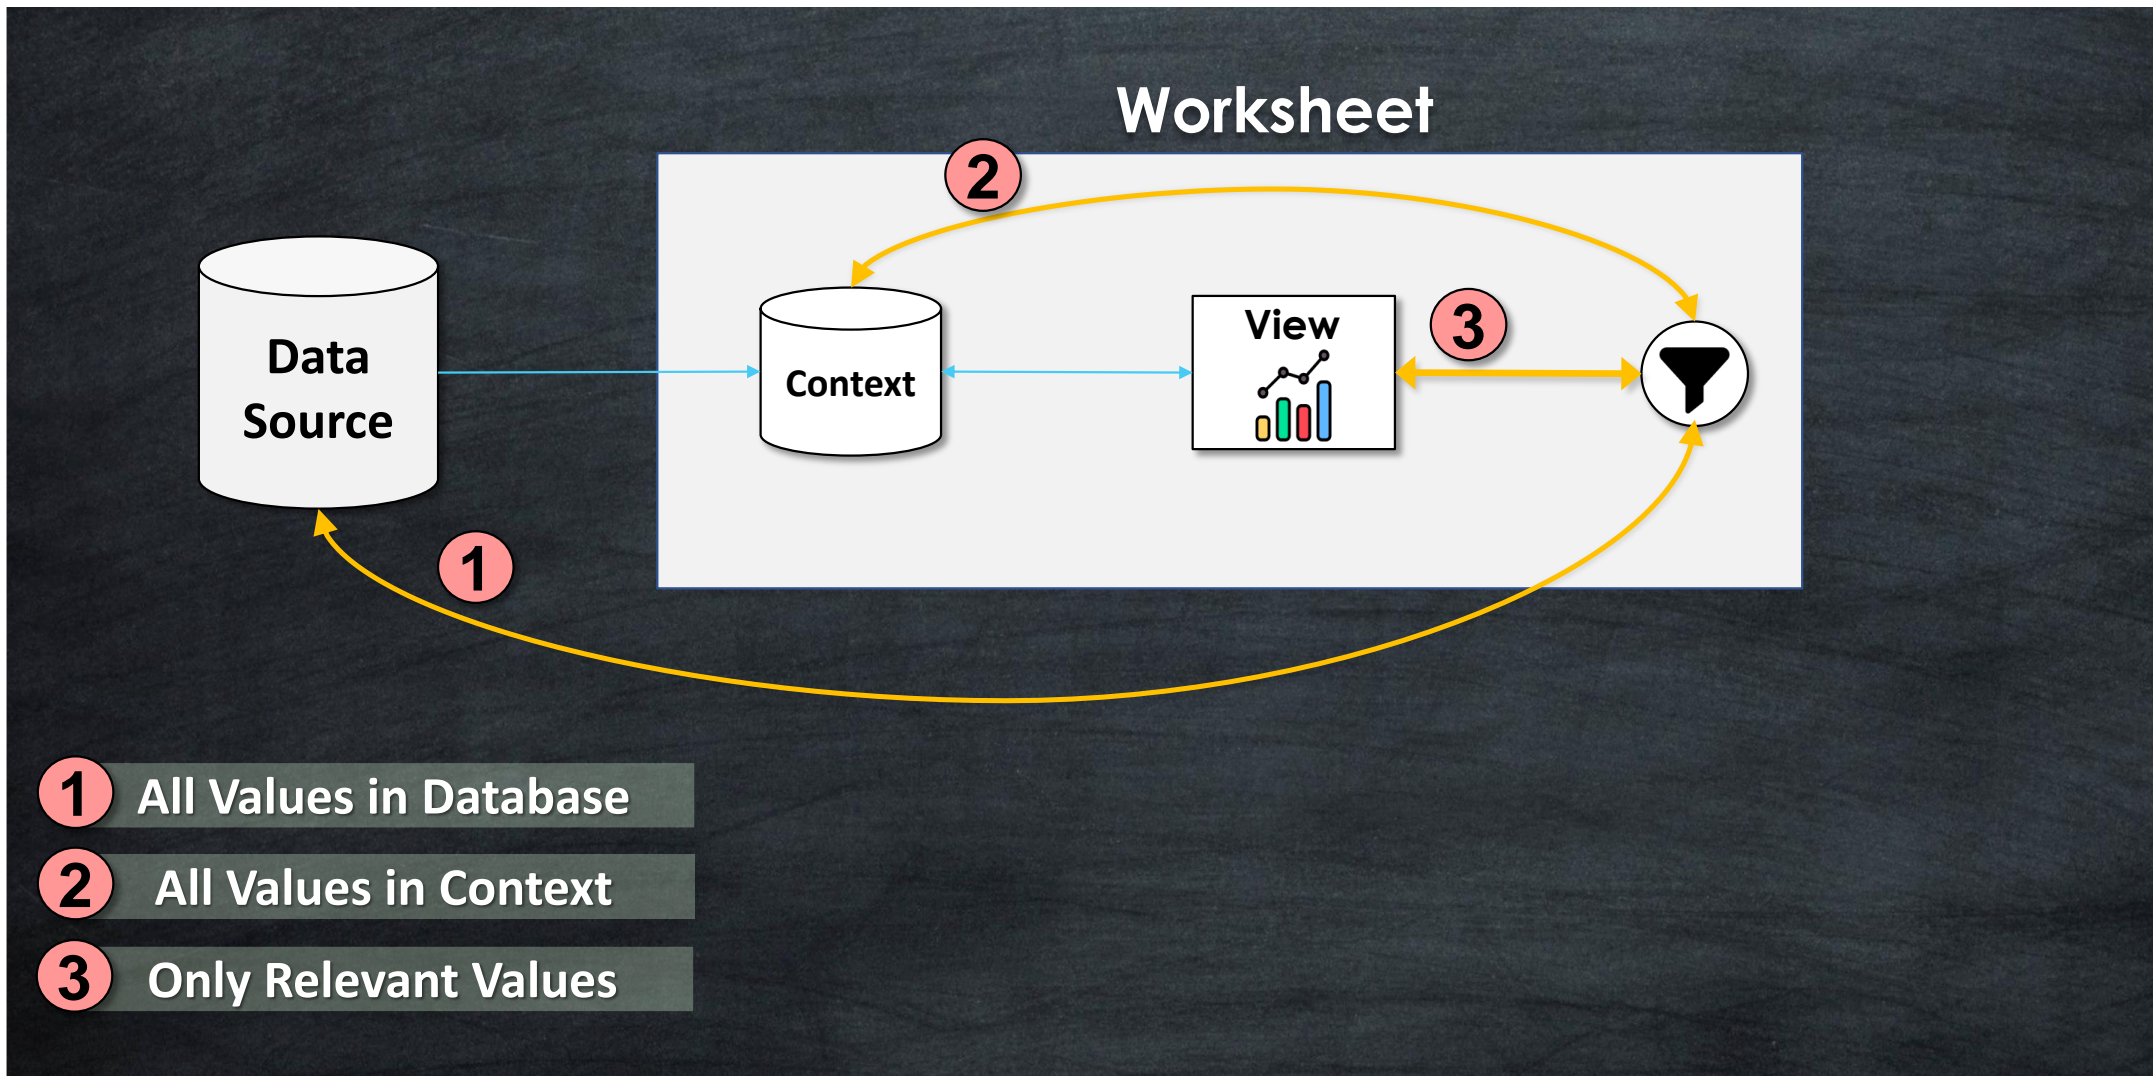 Worksheet
2
Data
Source
Context
View
3
1
1 All Values in Database
2 All Values in Context
3 Only Relevant Values